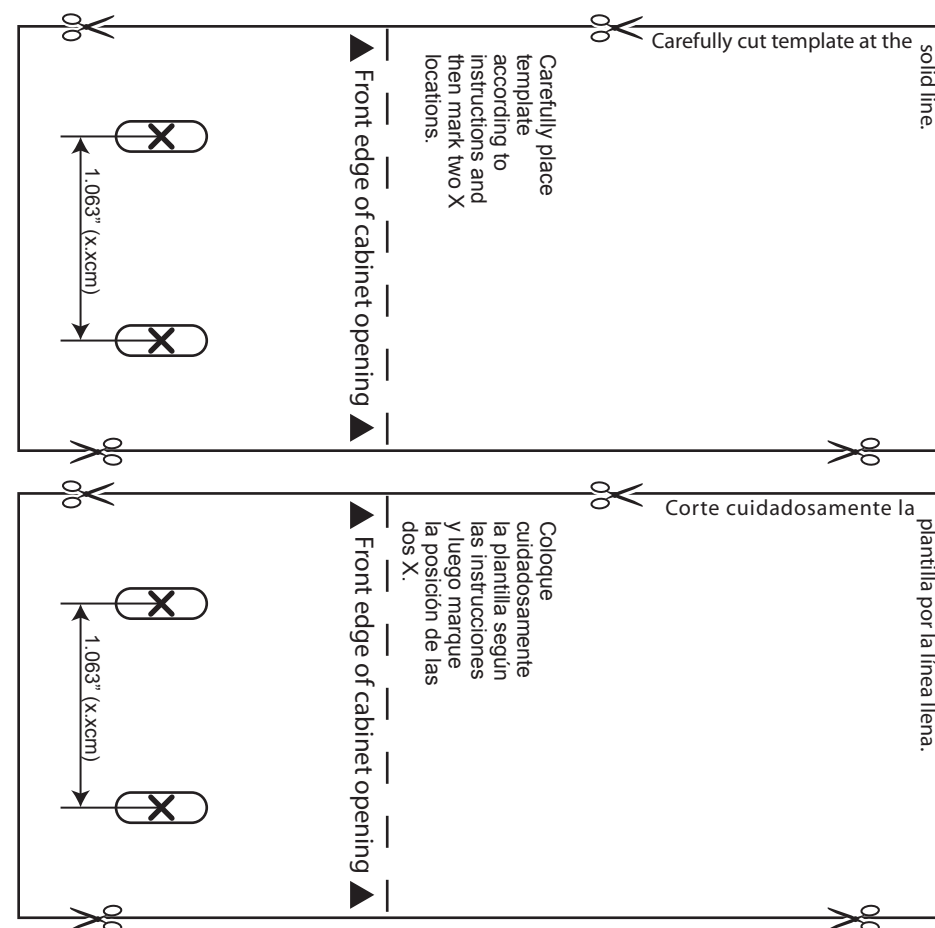 Carefully cut template at the
solid line.
Carefully place
template
according to
instructions and
then mark two X
locations.
Front edge of cabinet opening
1.063” (x.xcm)
Corte cuidadosamente la
plantilla por la línea llena.
Coloque
cuidadosamente
la plantilla según
las instrucciones
y luego marque
la posición de las
dos X.
Front edge of cabinet opening
1.063” (x.xcm)